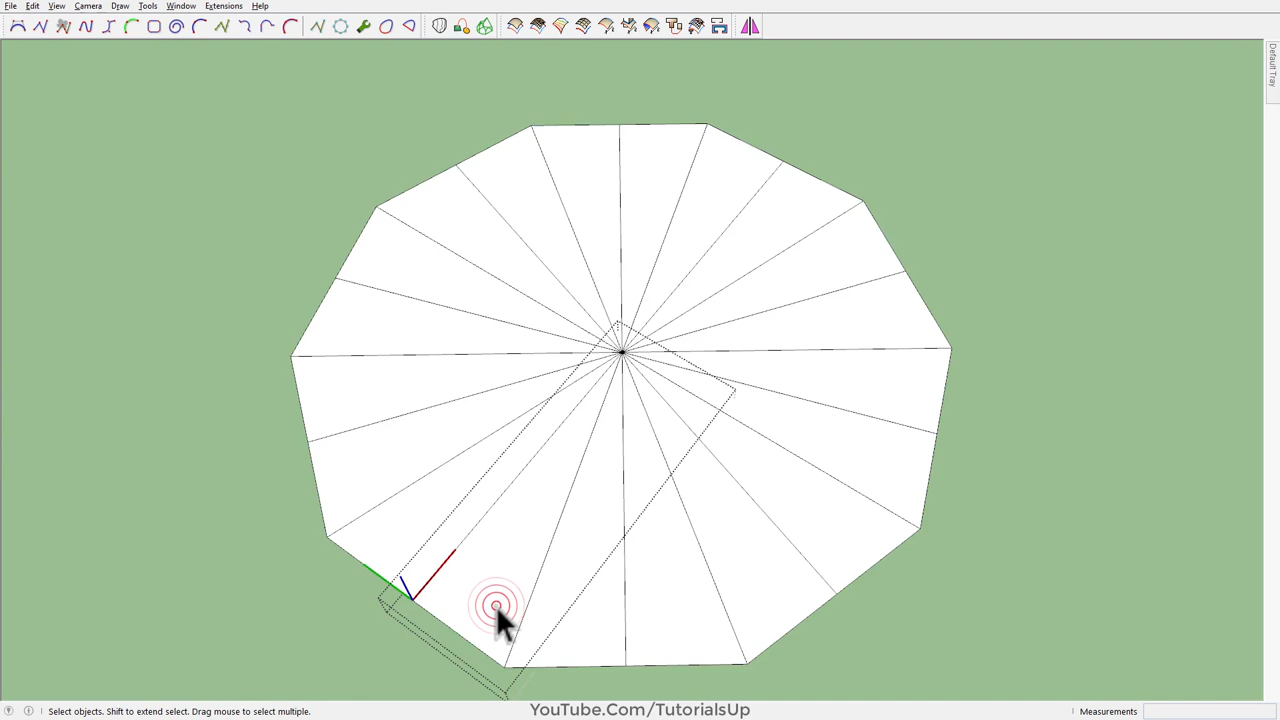 File Edit View Camera Draw Tools Window Extensions Help
Default Tray
Select objects. Shift to extend select. Drag mouse to select multiple.
YouTube.Com/TutorialsUp
Measurements